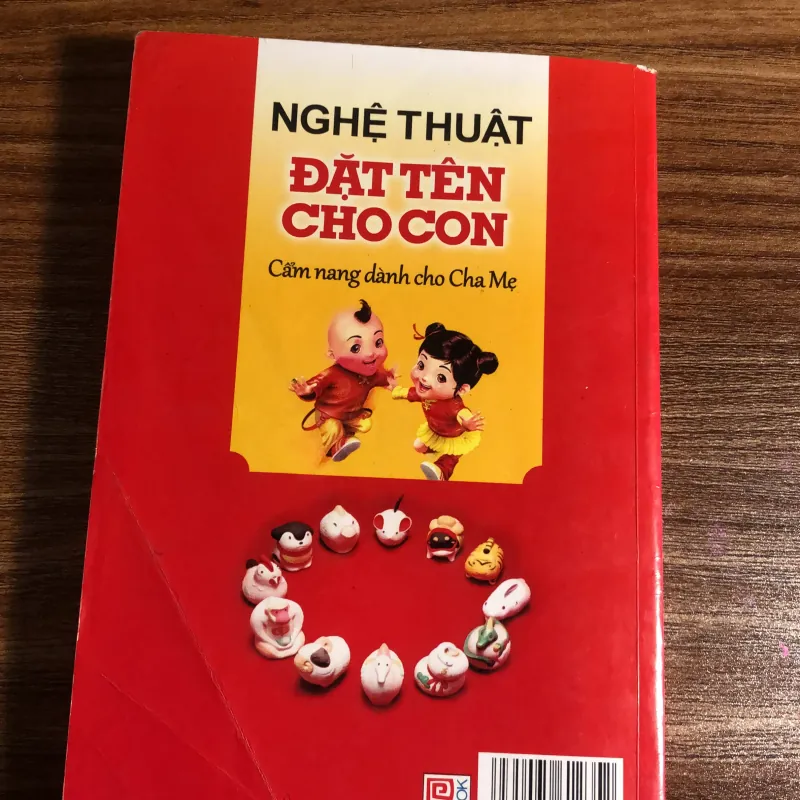 NGHỆ THUẬT
ĐẶT TÊN
CHO CON
Cẩm nang dành cho Cha Mẹ